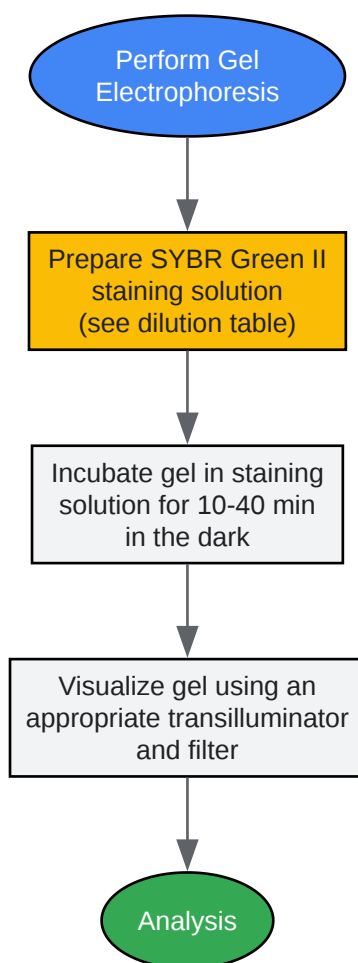 Perform Gel
Electrophoresis
Prepare SYBR Green II
staining solution
(see dilution table)
Incubate gel in staining
solution for 10-40 min
in the dark
Visualize gel using an
appropriate transilluminator
and filter
Analysis